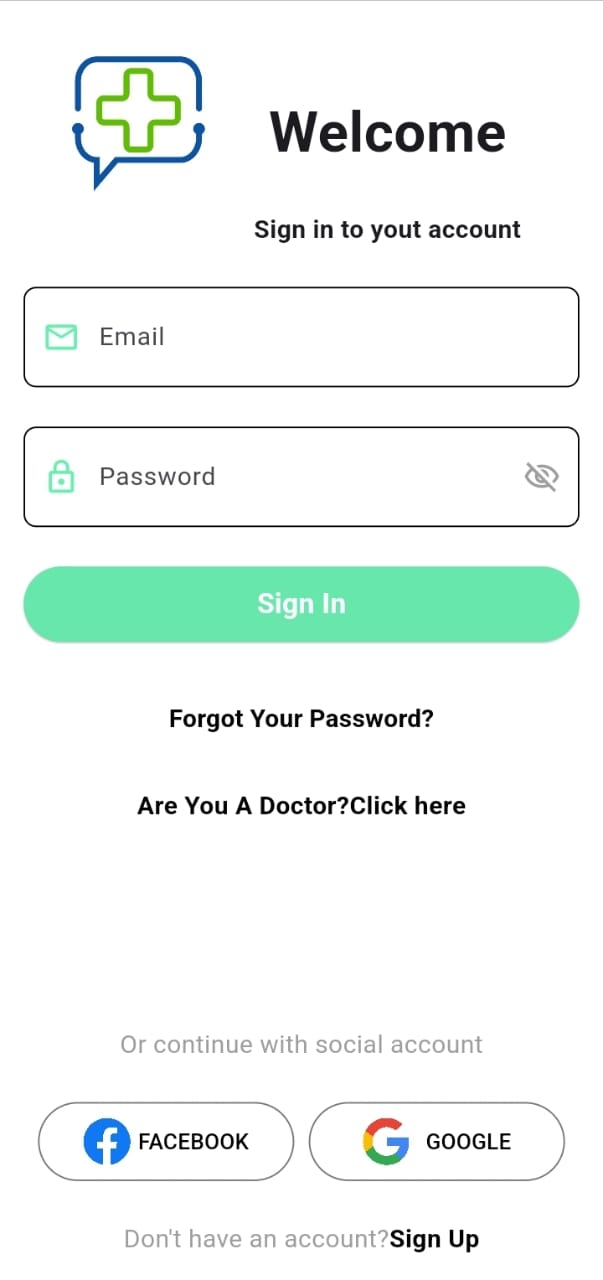 Welcome
Sign in to yout account
Email
Password
Sign In
Forgot Your Password?
Are You A Doctor?Click here
Or continue with social account
FACEBOOK
GOOGLE
Don't have an account?Sign Up